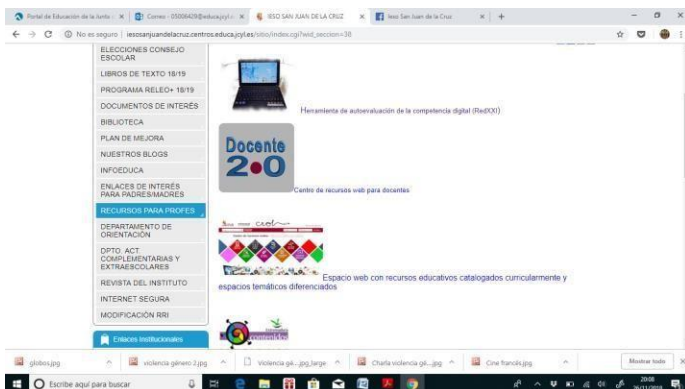 Portal de Educación de la Junta
Correo - 05006429@educajcyl.
IESO SAN JUAN DE LA CRUZ
Ieso San Juan de la Cruz
No es seguro | iesosanjuandelacruz.centros.educa.jcyl.es/sitio/index.cgi?wid_seccion=38
ELECCIONES CONSEJO
ESCOLAR
LIBROS DE TEXTO 18/19
PROGRAMA RELEO+ 18/19
DOCUMENTOS DE INTERÉS
BIBLIOTECA
PLAN DE MEJORA
NUESTROS BLOGS
INFOEDUCA
ENLACES DE INTERÉS
PARA PADRES/MADRES
RECURSOS PARA PROFES
DEPARTAMENTO DE
ORIENTACIÓN
DPTO. ACT.
COMPLEMENTARIAS Y
EXTRAESCOLARES
REVISTA DEL INSTITUTO
INTERNET SEGURA
MODIFICACIÓN RRI
Enlaces Institucionales
Herramienta de autoevaluación de la competencia digital (RedXXI)
Docente
2.0
Centro de recursos web para docentes
Espacio web con recursos educativos catalogados curricularmente y
espacios temáticos diferenciados
contenidos
globos.jpg
violencia género 2.jpg
Violencia gé....jpg_large
Charla violencia gé....jpg
Cine francés.jpg
Mostrar todo
Escribe aquí para buscar
20:08
26/11/2018